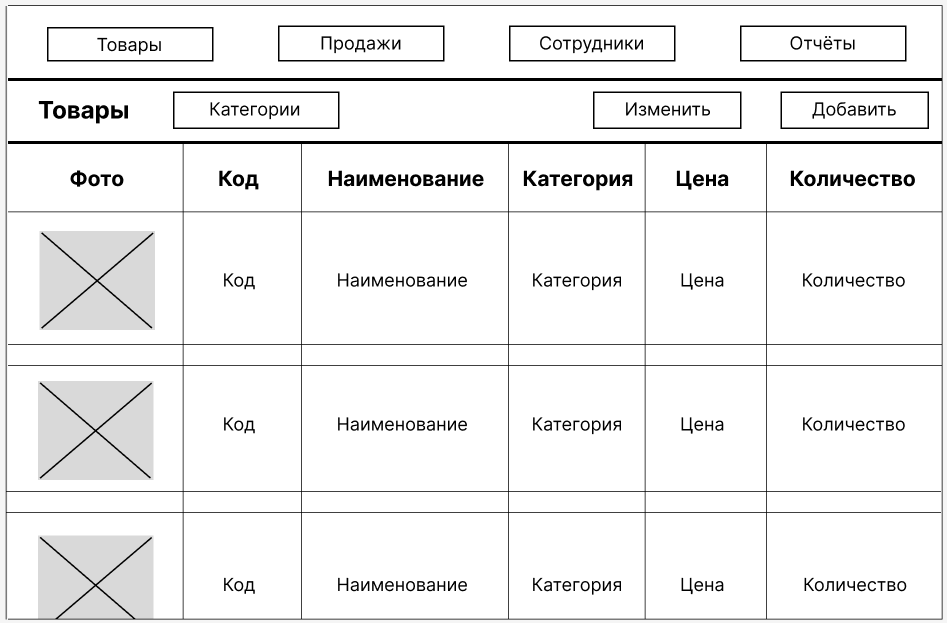 Товары Продажи Сотрудники Отчёты
Товары Категории Изменить Добавить
Фото Код Наименование Категория Цена Количество
Код Наименование Категория Цена Количество
Код Наименование Категория Цена Количество
Код Наименование Категория Цена Количество